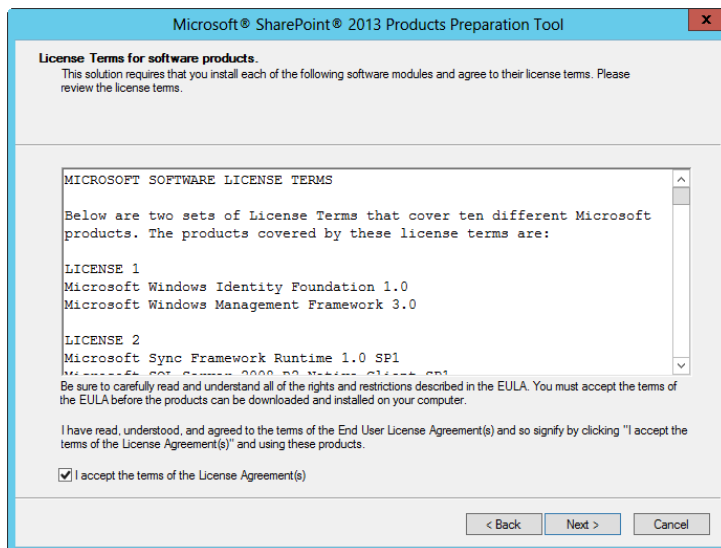 Microsoft® SharePoint® 2013 Products Preparation Tool
x
License Terms for software products.
This solution requires that you install each of the following software modules and agree to their license terms. Please
review the license terms.
MICROSOFT SOFTWARE LICENSE TERMS
Below are two sets of License Terms that cover ten different Microsoft
products. The products covered by these license terms are:
LICENSE 1
Microsoft Windows Identity Foundation 1.0
Microsoft Windows Management Framework 3.0
LICENSE 2
Microsoft Sync Framework Runtime 1.0 SP1
Microsoft SQL Server 2008 R2 Native Client SP1
Be sure to carefully read and understand all of the rights and restrictions described in the EULA. You must accept the terms of
the EULA before the products can be downloaded and installed on your computer.
I have read, understood, and agreed to the terms of the End User License Agreement(s) and so signify by clicking "I accept the
terms of the License Agreement(s)" and using these products.
I accept the terms of the License Agreement(s)
< Back Next > Cancel